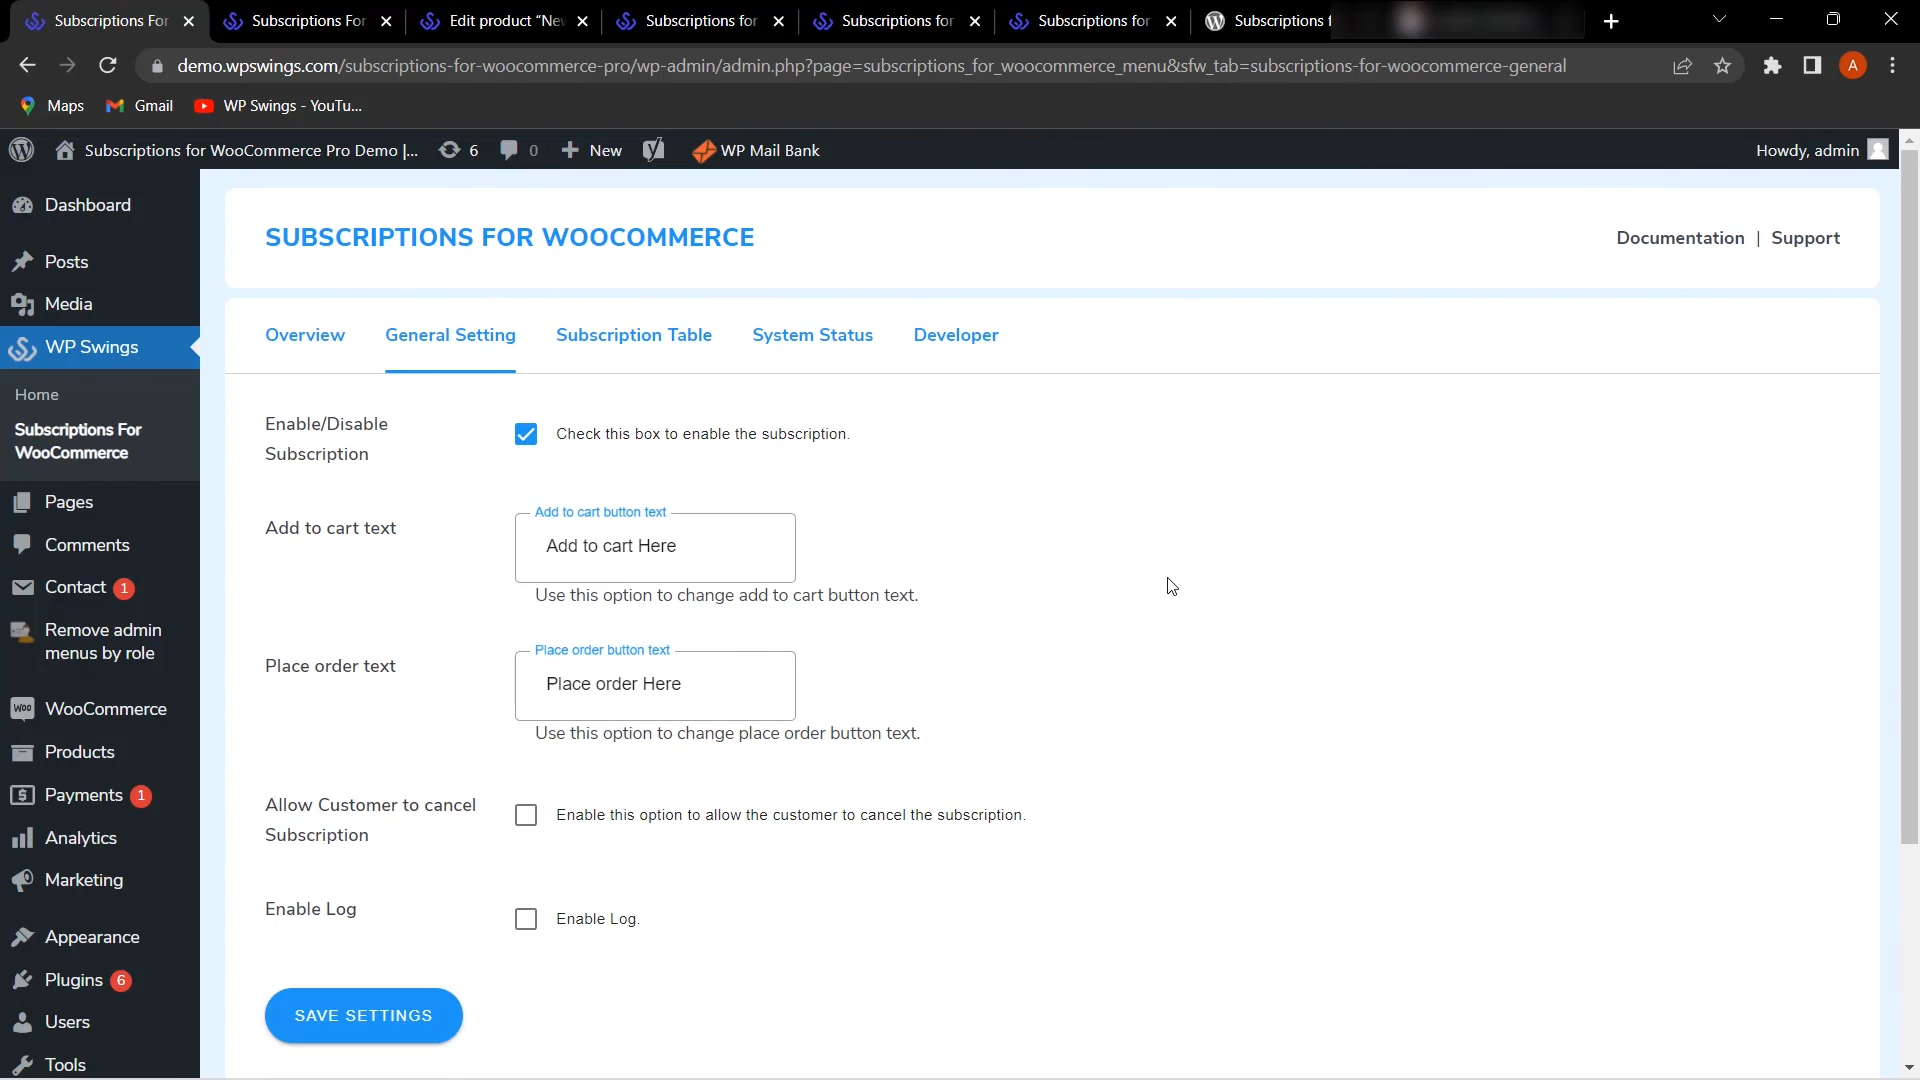 Subscriptions For
Subscriptions For
Edit product “Ne
Subscriptions for
Subscriptions for
Subscriptions for
Subscriptions f
demo.wpswings.com/subscriptions-for-woocommerce-pro/wp-admin/admin.php?page=subscriptions_for_woocommerce_menu&sfw_tab=subscriptions-for-woocommerce-general
A
Maps
Gmail
WP Swings - YouTu...
Subscriptions for WooCommerce Pro Demo |...
6
0
New
WP Mail Bank
Howdy, admin
Dashboard
Posts
Media
WP Swings
Home
Subscriptions For
WooCommerce
Pages
Comments
Contact 1
Remove admin
menus by role
Woo WooCommerce
Products
Payments 1
Analytics
Marketing
Appearance
Plugins 6
Users
Tools
SUBSCRIPTIONS FOR WOOCOMMERCE
Documentation | Support
Overview General Setting Subscription Table System Status Developer
Enable/Disable
Subscription
Check this box to enable the subscription.
Add to cart text
Add to cart button text
Add to cart Here
Use this option to change add to cart button text.
Place order text
Place order button text
Place order Here
Use this option to change place order button text.
Allow Customer to cancel
Subscription
Enable this option to allow the customer to cancel the subscription.
Enable Log
Enable Log.
SAVE SETTINGS